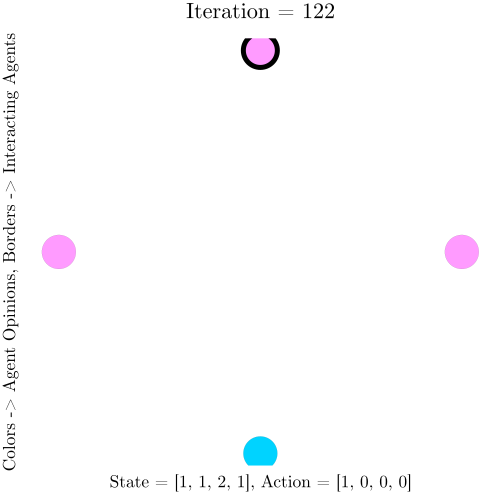 Iteration = 122
Colors -> Agent Opinions, Borders -> Interacting Agents
State = [1, 1, 2, 1], Action = [1, 0, 0, 0]